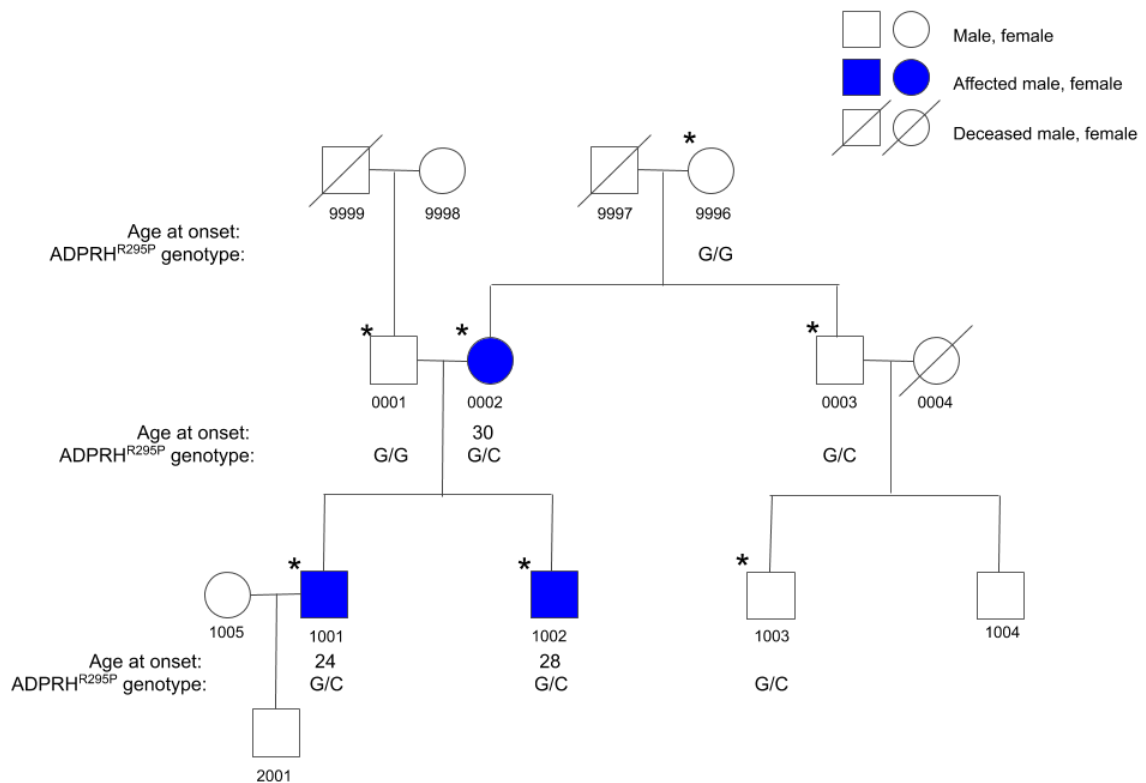 Male, female
Affected male, female
Deceased male, female
* * * * * * *
9999 9998 9997 9996
Age at onset:
ADPRH^R295P genotype: G/G
0001 0002 0003 0004
Age at onset: 30
ADPRH^R295P genotype: G/G G/C G/C
1005 1001 1002 1003 1004
Age at onset: 24 28
ADPRH^R295P genotype: G/C G/C G/C
2001